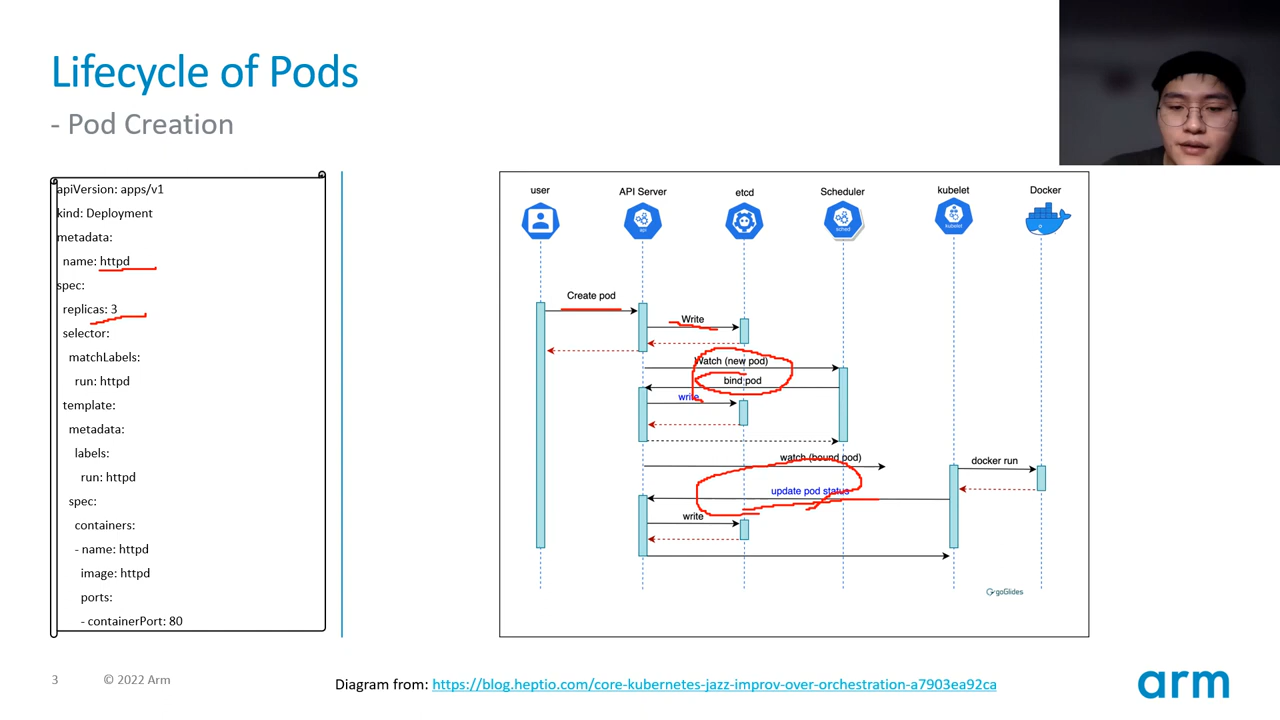 Lifecycle of Pods
- Pod Creation
apiVersion: apps/v1
kind: Deployment
metadata:
name: httpd
spec:
replicas: 3
selector:
matchLabels:
run: httpd
template:
metadata:
labels:
run: httpd
spec:
containers:
- name: httpd
image: httpd
ports:
- containerPort: 80
user
API Server
etcd
Scheduler
kubelet
Docker
api
sched
kubelet
Create pod
Write
Watch (new pod)
bind pod
write
watch (bound pod)
docker run
update pod status
write
goGlides
3
© 2022 Arm
Diagram from: https://blog.heptio.com/core-kubernetes-jazz-improv-over-orchestration-a7903ea92ca
arm